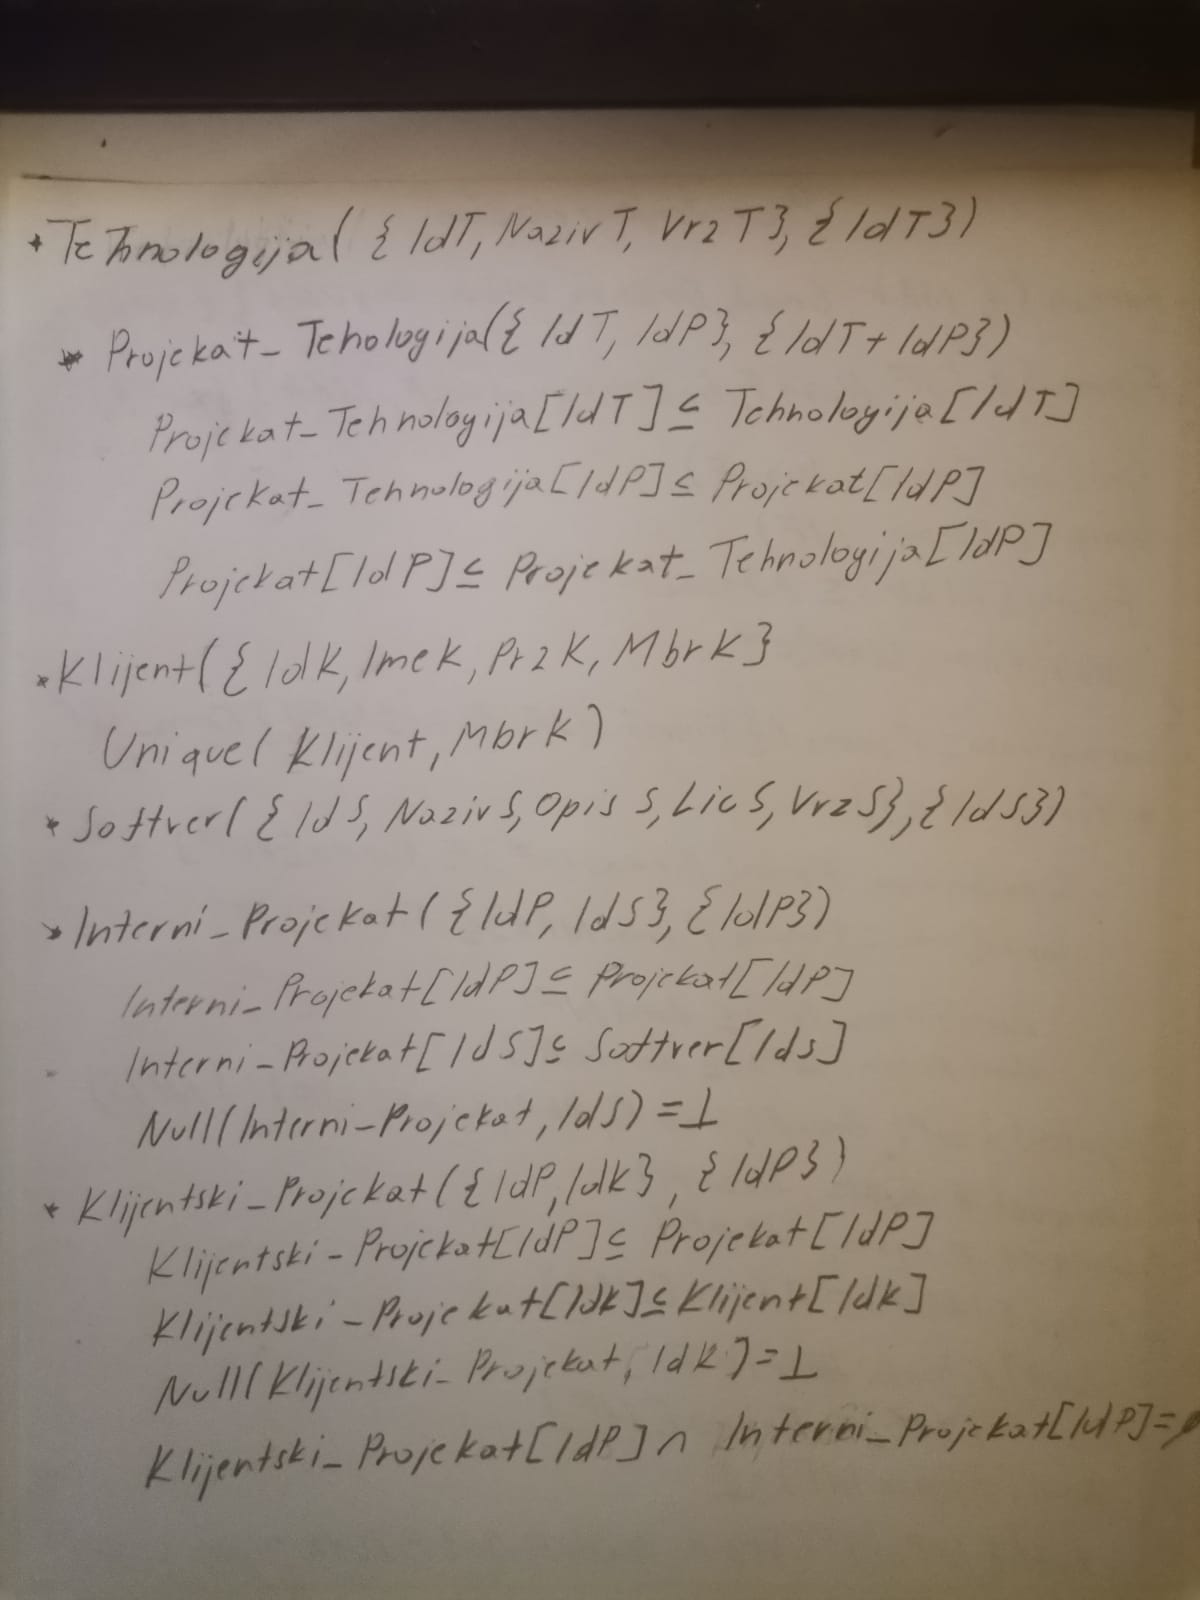 * Tehnologija({IdT, NazivT, VrzT}, {IdT})
* Projekat_Tehologija({IdT, IdP}, {IdT+IdP})
Projekat_Tehnologija[IdT] ⊆ Tehnologija[IdT]
Projekat_Tehnologija[IdP] ⊆ Projekat[IdP]
Projekat[IdP] ⊆ Projekat_Tehnologija[IdP]
* Klijent({IdK, ImeK, PrzK, MbrK}
Unique(Klijent, MbrK)
* Softver({IdS, NazivS, OpisS, LicS, VrzS}, {IdS})
* Interni_Projekat({IdP, IdS}, {IdP})
Interni_Projekat[IdP] ⊆ Projekat[IdP]
Interni_Projekat[IdS] ⊆ Softver[Ids]
Null(Interni_Projekat, IdS) = ⊥
* Klijentski_Projekat({IdP, IdK}, {IdP})
Klijentski_Projekat[IdP] ⊆ Projekat[IdP]
Klijentski_Projekat[IdK] ⊆ Klijent[IdK]
Null(Klijentski_Projekat, IdK) = ⊥
Klijentski_Projekat[IdP] ∩ Interni_Projekat[IdP] = ∅